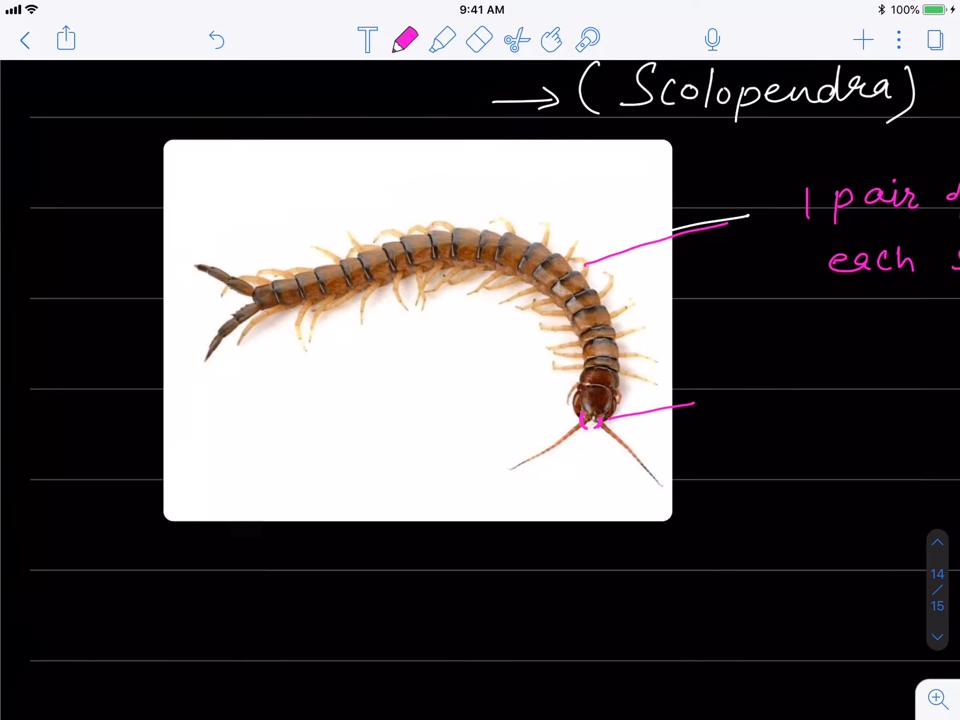 9:41 AM
100%
→ (Scolopendra)
1 pair
each
14
/
15